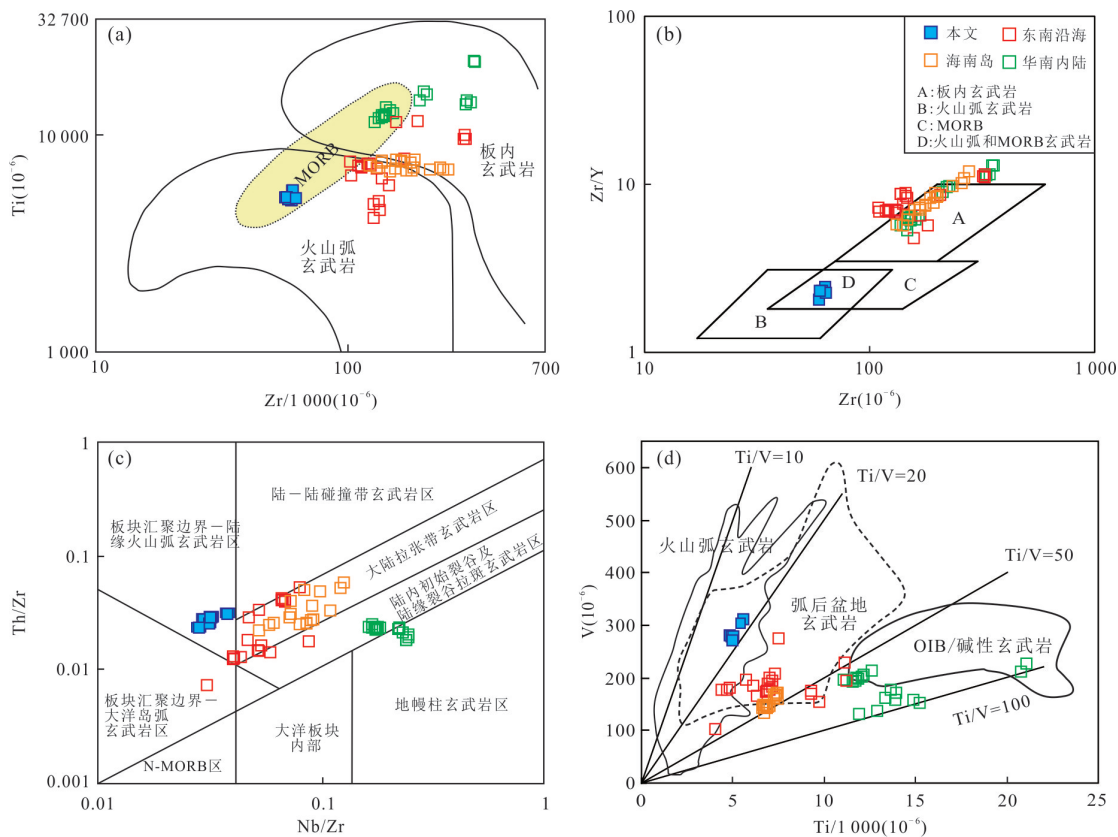 (a)
32 700
10 000
1 000
Ti(10⁻⁶)
MORB
板内
玄武岩
火山弧
玄武岩
10
100
700
Zr/1 000(10⁻⁶)
(b)
本文
东南沿海
海南岛
华南内陆
A:板内玄武岩
B:火山弧玄武岩
C:MORB
D:火山弧和MORB玄武岩
100
10
1
Zr/Y
A
D
C
B
10
100
1 000
Zr(10⁻⁶)
(c)
1
0.1
0.01
0.001
Th/Zr
陆-陆碰撞带玄武岩区
板块汇聚边界-陆
缘火山弧玄武岩区
大陆拉张带玄武岩区
陆内初始裂谷及
陆缘裂谷拉斑玄武岩区
板块汇聚边界-
大洋岛弧
玄武岩区
N-MORB区
大洋板块
内部
地幔柱玄武岩区
0.01
0.1
1
Nb/Zr
(d)
Ti/V=10
Ti/V=20
Ti/V=50
Ti/V=100
600
500
400
300
200
100
0
V(10⁻⁶)
火山弧玄武岩
弧后盆地
玄武岩
OIB/碱性玄武岩
0
5
10
15
20
25
Ti/1 000(10⁻⁶)